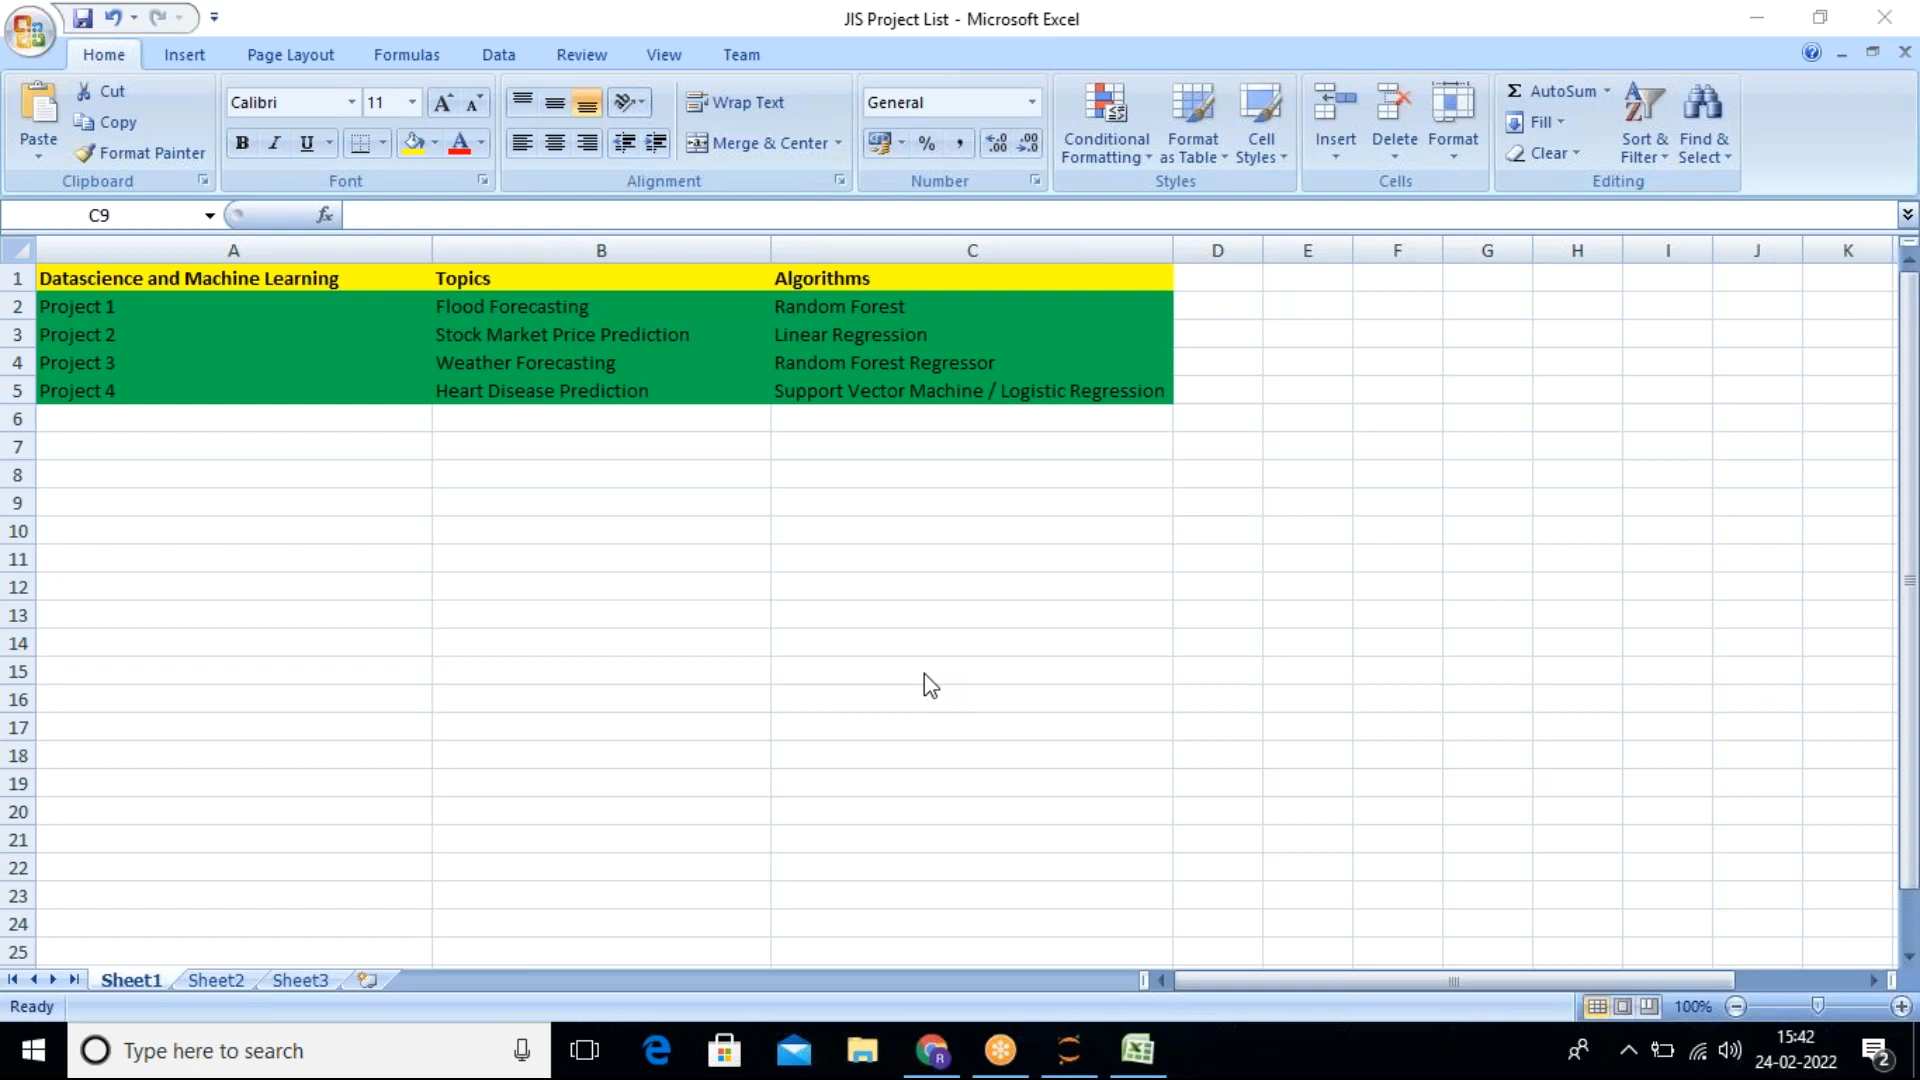 JIS Project List - Microsoft Excel
Home Insert Page Layout Formulas Data Review View Team
Paste
Cut
Copy
Format Painter
Clipboard
Calibri 11
B I U
Font
Wrap Text
Merge & Center
Alignment
General
Number
Conditional Formatting
Format as Table
Cell Styles
Styles
Insert Delete Format
Cells
Σ AutoSum
Fill
Clear
Sort & Filter
Find & Select
Editing
C9 fx
A B C D E F G H I J K
1 Datascience and Machine Learning Topics Algorithms
2 Project 1 Flood Forecasting Random Forest
3 Project 2 Stock Market Price Prediction Linear Regression
4 Project 3 Weather Forecasting Random Forest Regressor
5 Project 4 Heart Disease Prediction Support Vector Machine / Logistic Regression
6
7
8
9
10
11
12
13
14
15
16
17
18
19
20
21
22
23
24
25
Sheet1 Sheet2 Sheet3
Ready 100%
Type here to search
15:42
24-02-2022
2